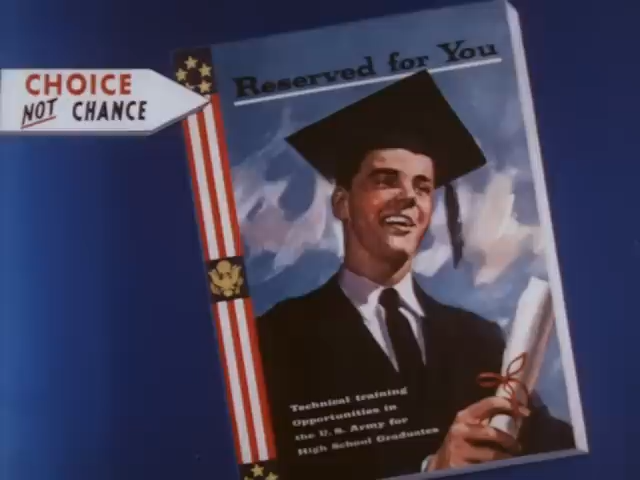 CHOICE
NOT CHANCE
Reserved for You
Technical training
Opportunities in
the U.S. Army for
High School Graduates